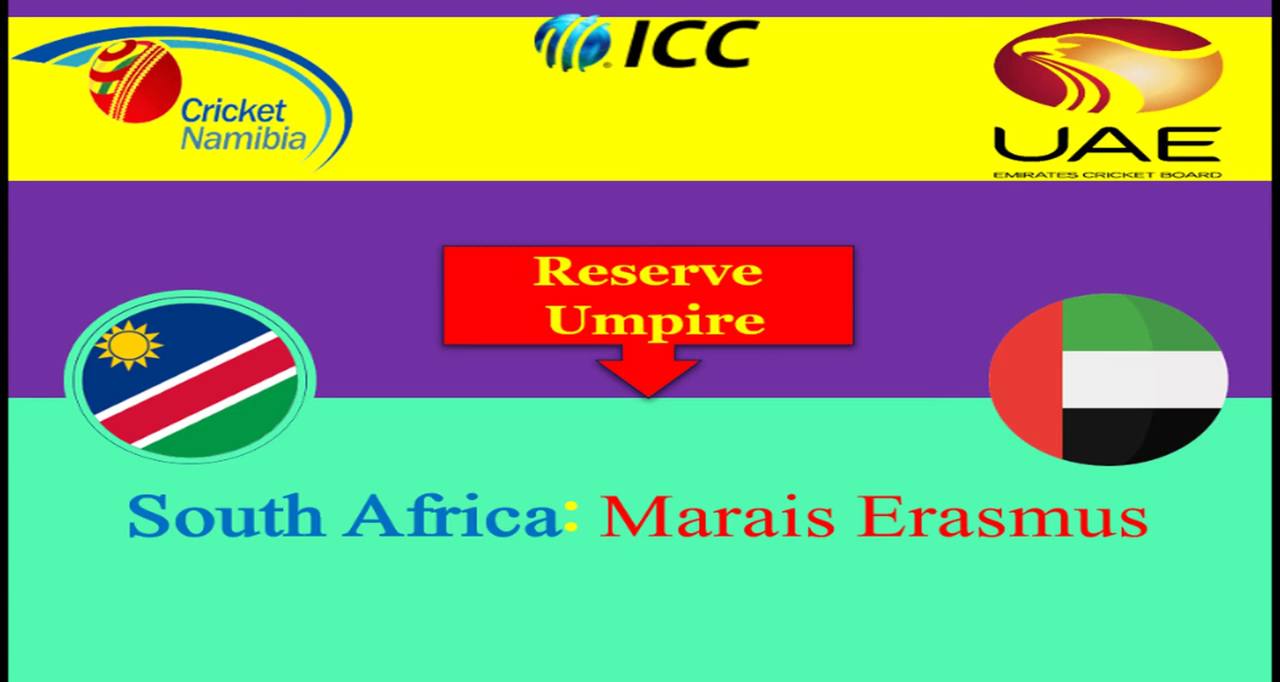 ICC
Cricket
Namibia
UAE
EMIRATES CRICKET BOARD
Reserve
Umpire
South Africa: Marais Erasmus